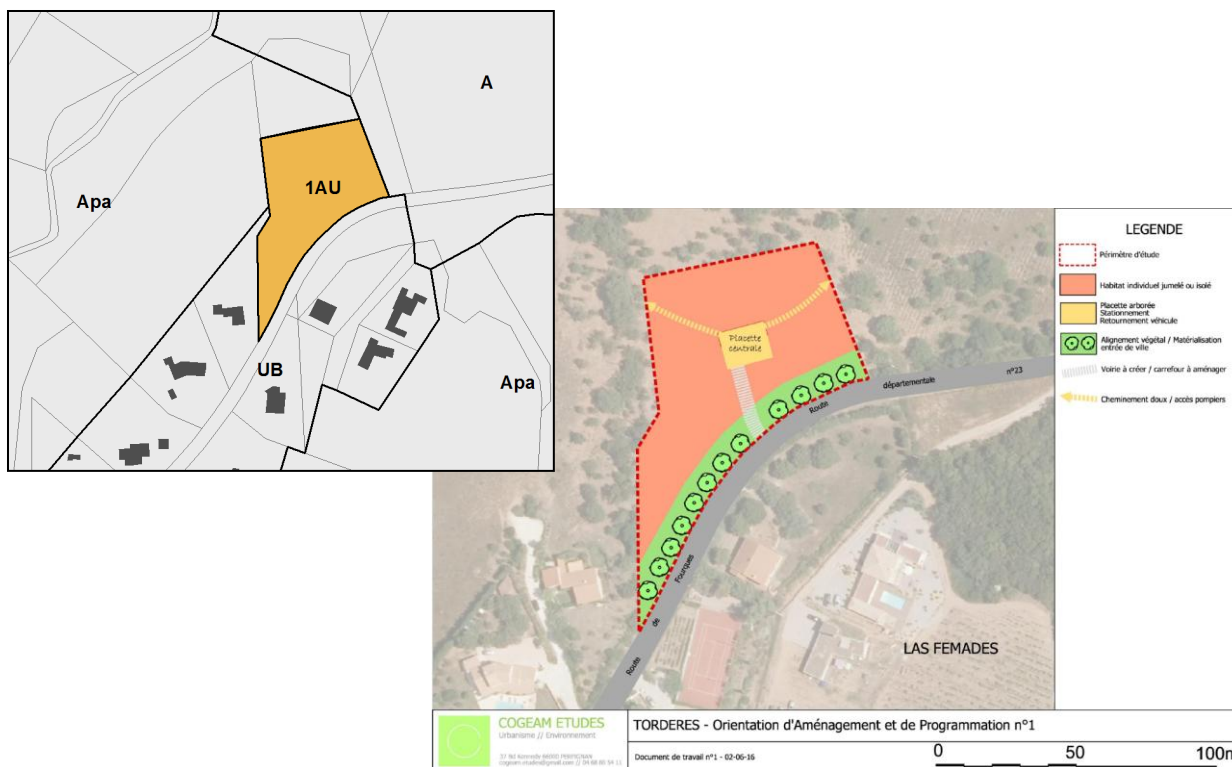 A
1AU
Apa
UB
Apa
LEGENDE
Périmètre d'étude
Habitat individuel jumelé ou isolé
Placette arborée
Stationnement
Retournement véhicule
Alignement végétal / Matérialisation
entrée de ville
Voirie à créer / carrefour à aménager
Cheminement doux / accès pompiers
Placette
centrale
Route départementale n°23
Route de Fourques
LAS FEMADES
COGEAM ETUDES
Urbanisme // Environnement
TORDERES - Orientation d'Aménagement et de Programmation n°1
Document de travail n°1 - 02-06-16
0 50 100m